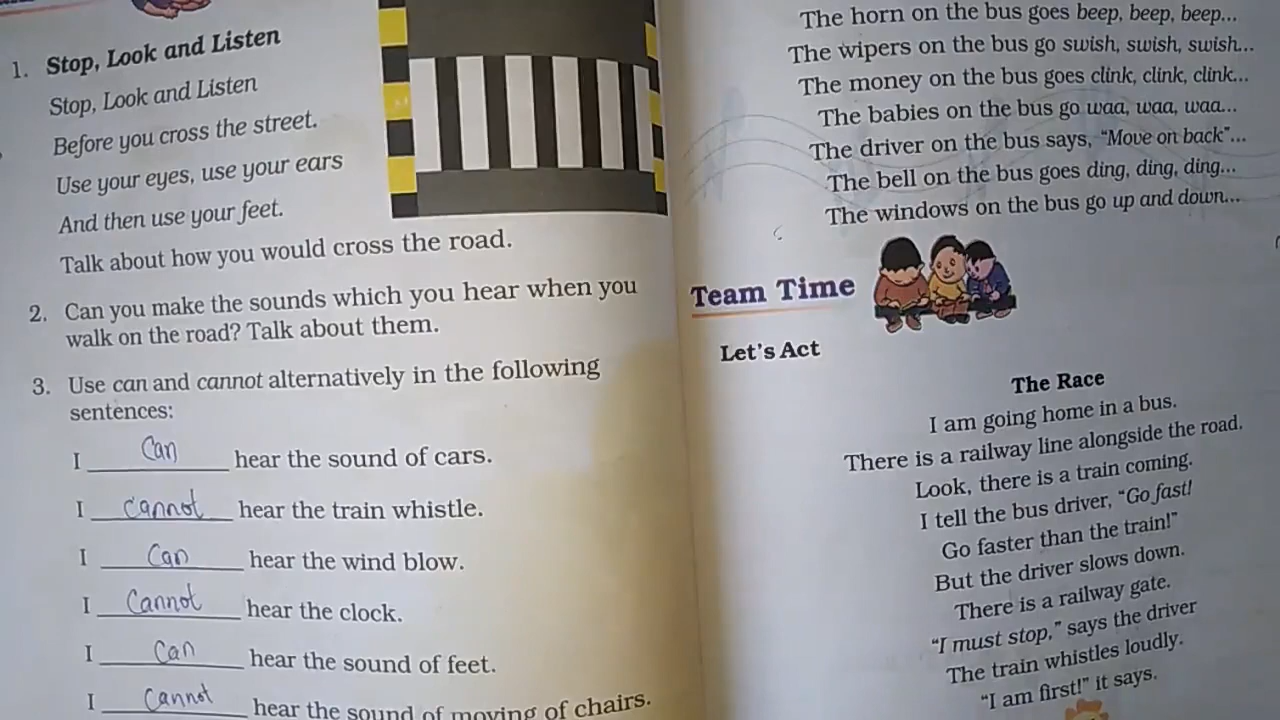 1. Stop, Look and Listen
Stop, Look and Listen
Before you cross the street.
Use your eyes, use your ears
And then use your feet.
Talk about how you would cross the road.
2. Can you make the sounds which you hear when you
walk on the road? Talk about them.
3. Use can and cannot alternatively in the following
sentences:
I Can hear the sound of cars.
I cannot hear the train whistle.
I Can hear the wind blow.
I Cannot hear the clock.
I Can hear the sound of feet.
I Cannot hear the sound of moving of chairs.
The horn on the bus goes beep, beep, beep...
The wipers on the bus go swish, swish, swish...
The money on the bus goes clink, clink, clink...
The babies on the bus go waa, waa, waa...
The driver on the bus says, “Move on back”...
The bell on the bus goes ding, ding, ding...
The windows on the bus go up and down...
Team Time
Let's Act
The Race
I am going home in a bus.
There is a railway line alongside the road.
Look, there is a train coming.
I tell the bus driver, “Go fast!
Go faster than the train!”
But the driver slows down.
There is a railway gate.
“I must stop,” says the driver
The train whistles loudly.
“I am first!” it says.